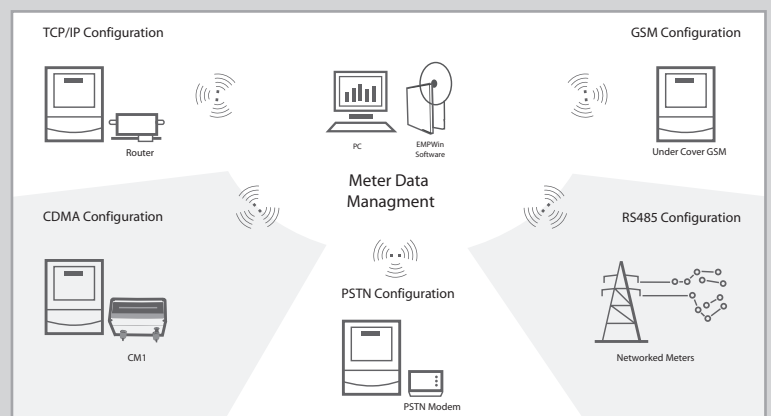 TCP/IP Configuration
GSM Configuration
Router
PC
EMPWin
Software
Under Cover GSM
Meter Data
Managment
CDMA Configuration
RS485 Configuration
PSTN Configuration
CM1
Networked Meters
PSTN Modem